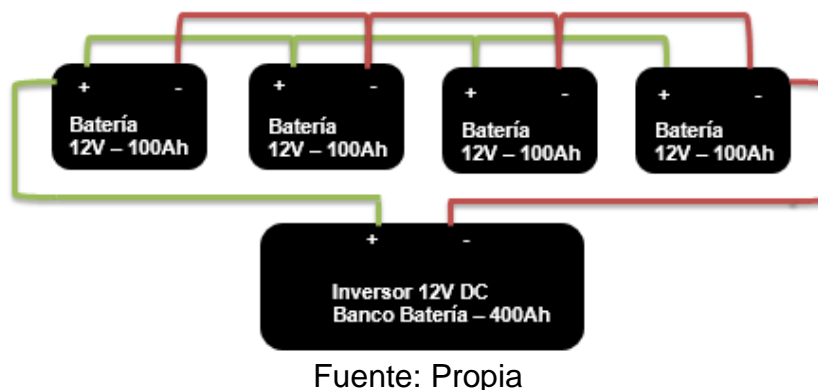 + -
Batería
12V – 100Ah
+ -
Batería
12V – 100Ah
+ -
Batería
12V – 100Ah
+ -
Batería
12V – 100Ah
+ -
Inversor 12V DC
Banco Batería – 400Ah
Fuente: Propia